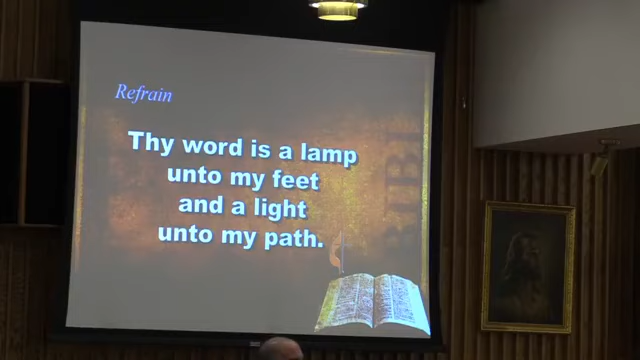 Refrain
Thy word is a lamp
unto my feet
and a light
unto my path.